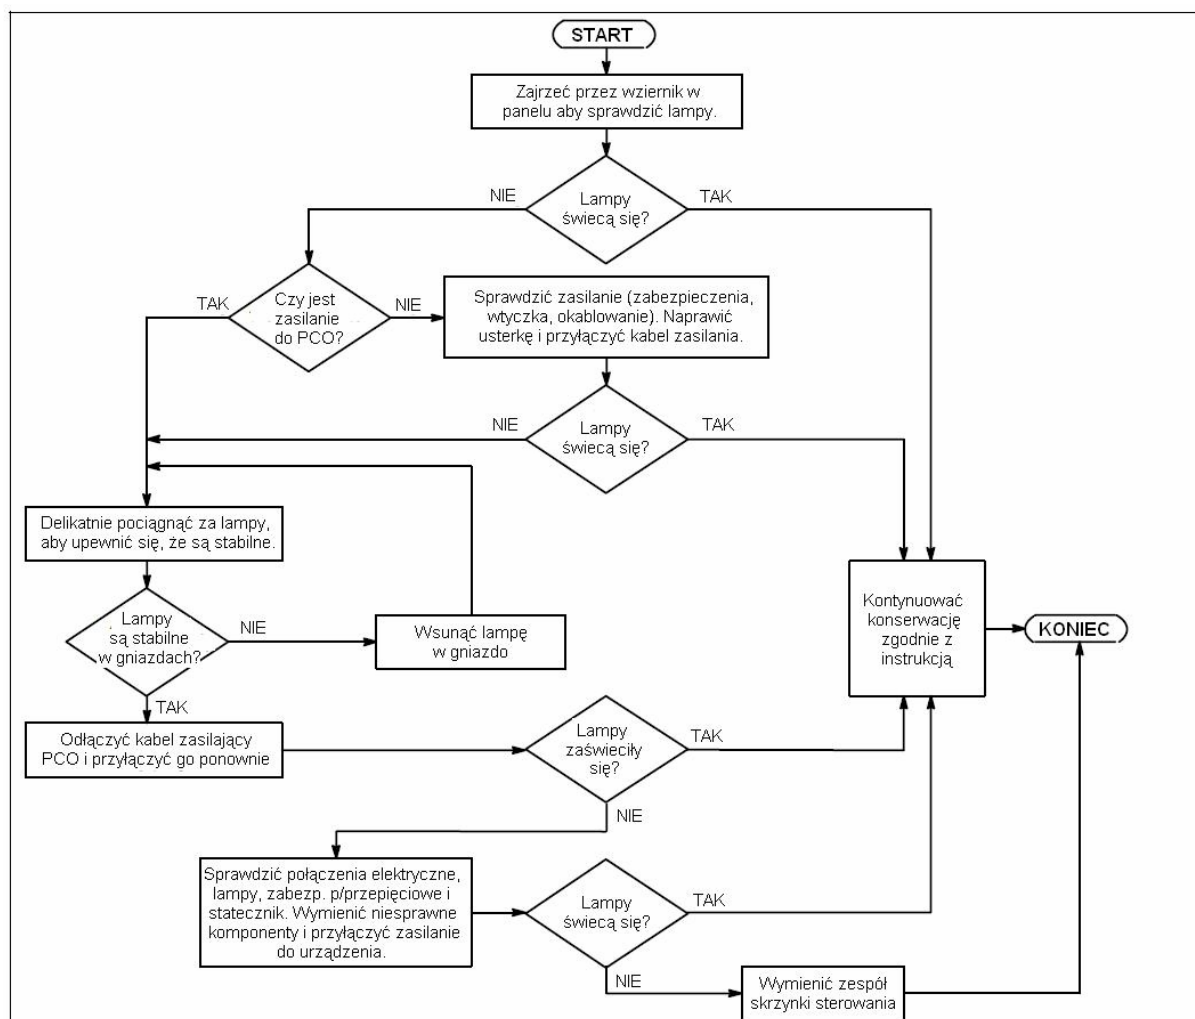 START
Zajrzeć przez wziernik w
panelu aby sprawdzić lampy.
NIE
Lampy
świecą się?
TAK
TAK
Czy jest
zasilanie
do PCO?
NIE
Sprawdzić zasilanie (zabezpieczenia,
wtyczka, okablowanie). Naprawić
usterkę i przyłączyć kabel zasilania.
NIE
Lampy
świecą się?
TAK
Delikatnie pociągnąć za lampy,
aby upewnić się, że są stabilne.
Lampy
są stabilne
w gniazdach?
NIE
Wsunąć lampę
w gniazdo
Kontynuować
konserwację
zgodnie z
instrukcją
KONIEC
TAK
Odłączyć kabel zasilający
PCO i przyłączyć go ponownie
Lampy
zaświeciły
się?
TAK
NIE
Sprawdzić połączenia elektryczne,
lampy, zabezp. p/przepięciowe i
statecznik. Wymienić niesprawne
komponenty i przyłączyć zasilanie
do urządzenia.
Lampy
świecą się?
TAK
NIE
Wymienić zespół
skrzynki sterowania